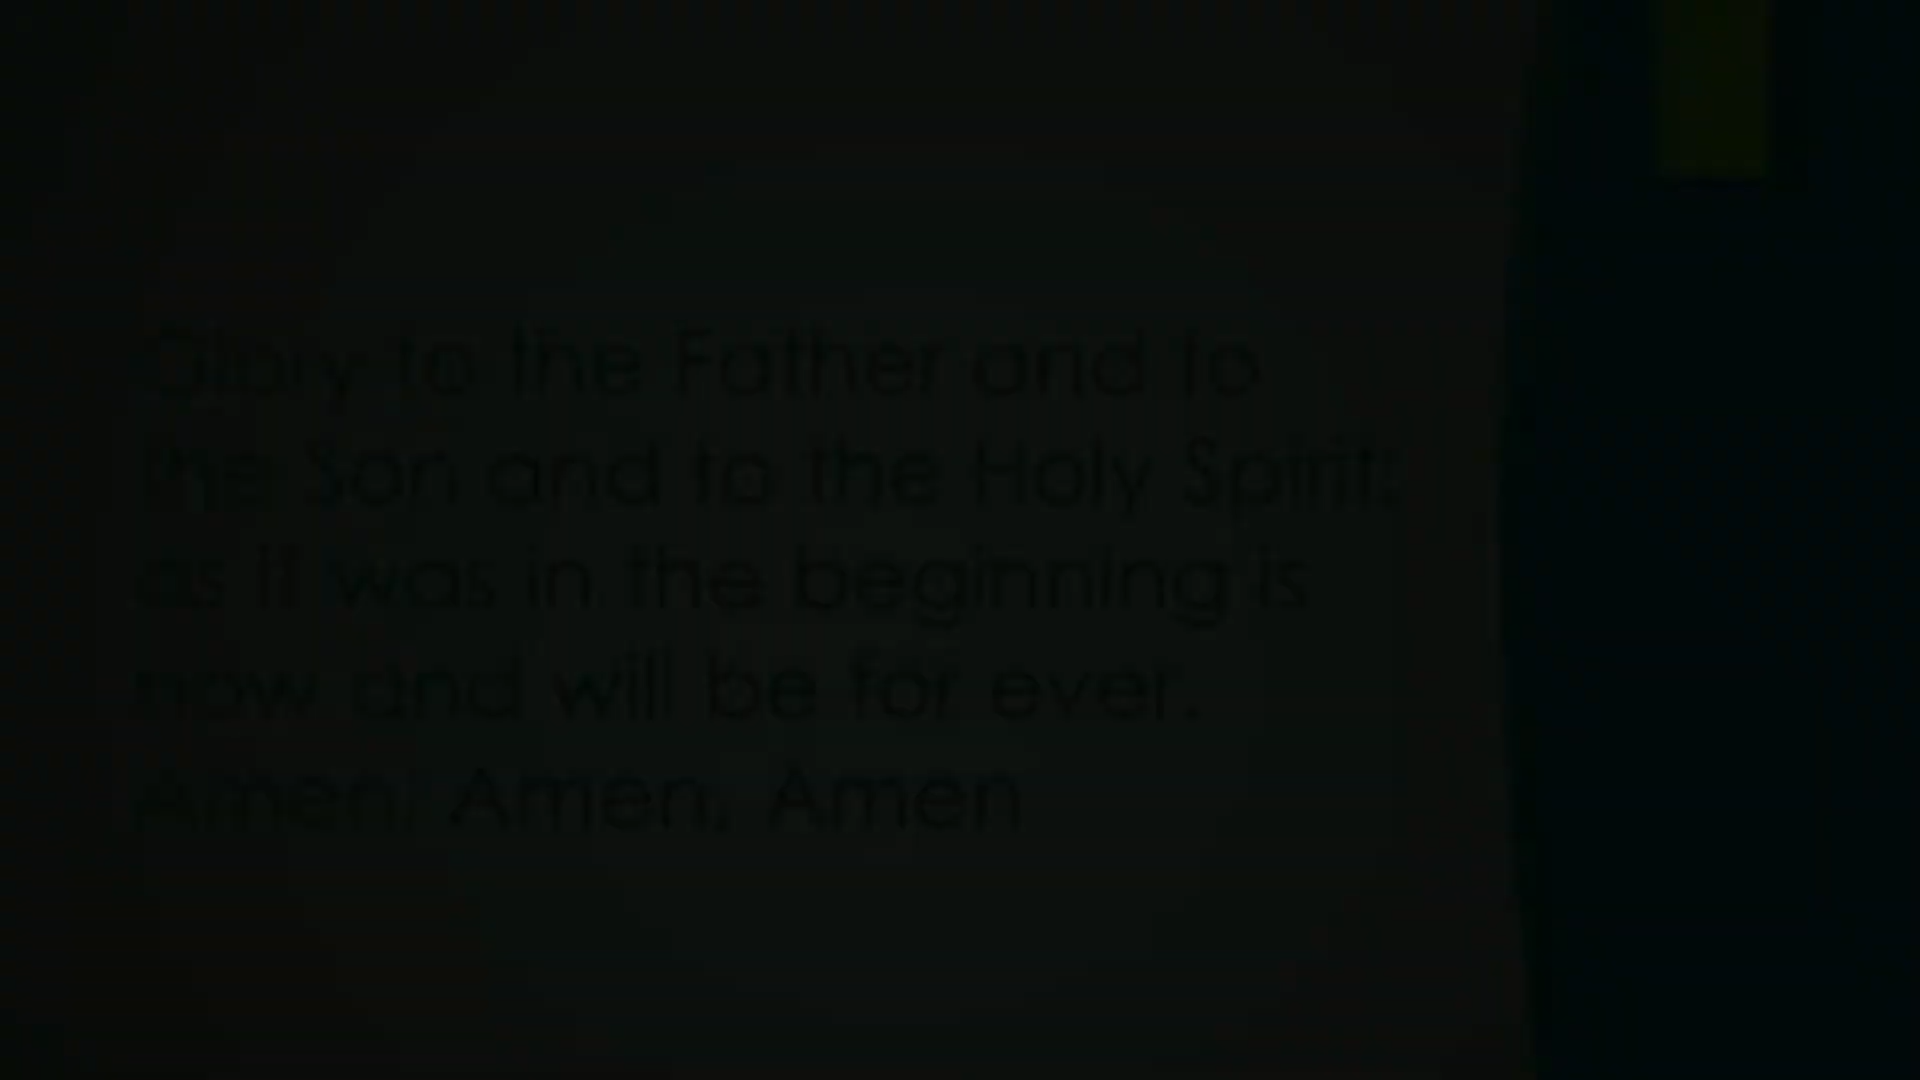 Glory to the Father and to
the Son and to the Holy Spirit;
as it was in the beginning is
now and will be for ever.
Amen, Amen, Amen